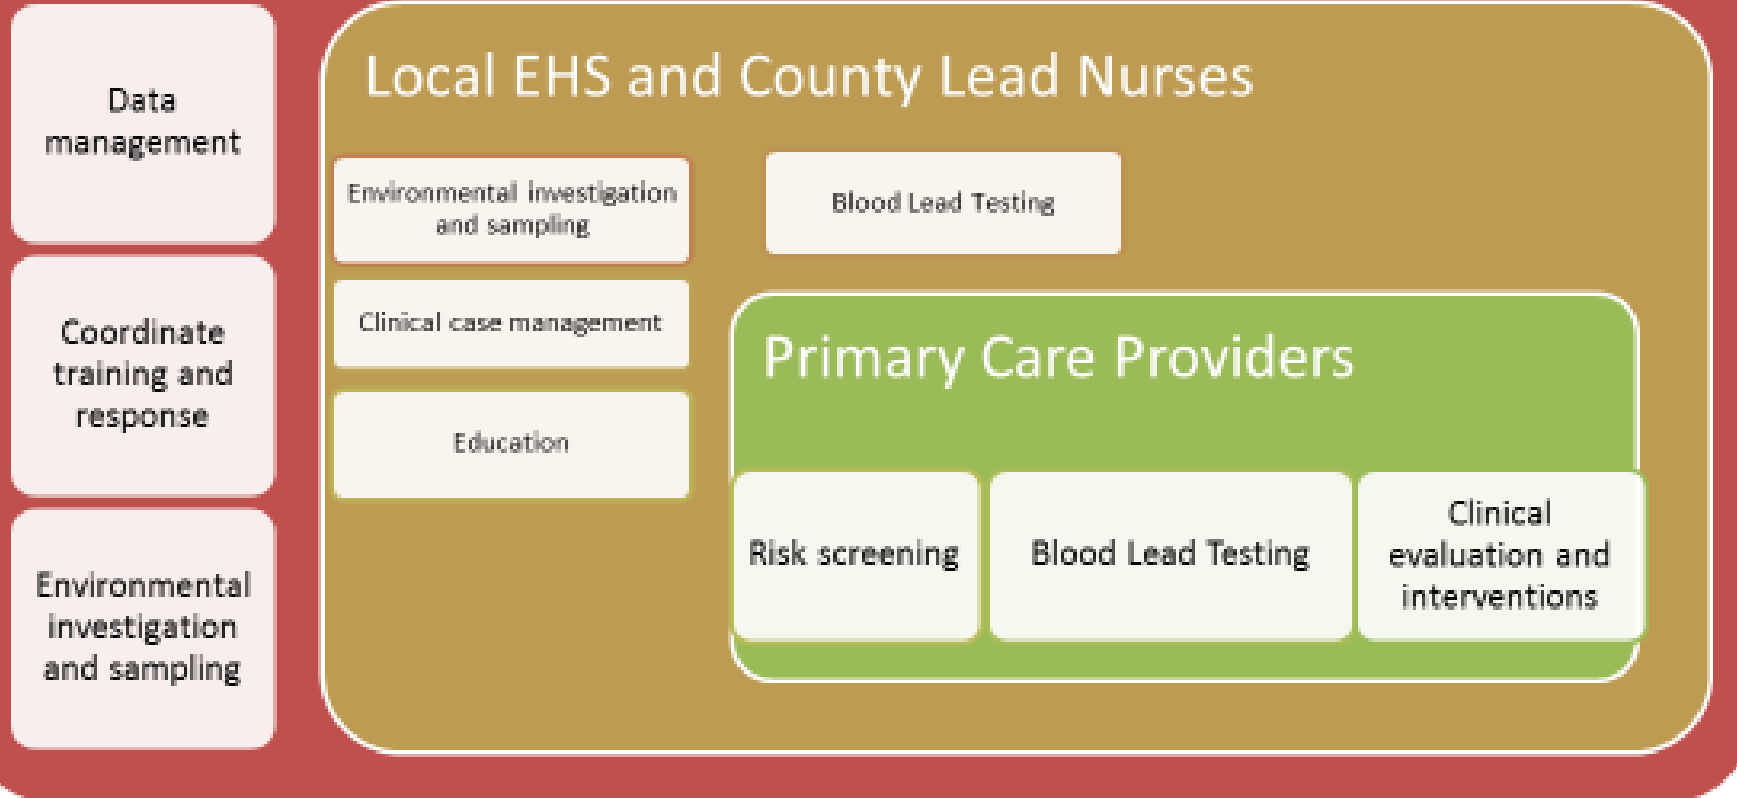 Data
management
Coordinate
training and
response
Environmental
investigation
and sampling
Local EHS and County Lead Nurses
Environmental investigation
and sampling
Clinical case management
Education
Blood Lead Testing
Primary Care Providers
Risk screening
Blood Lead Testing
Clinical
evaluation and
interventions